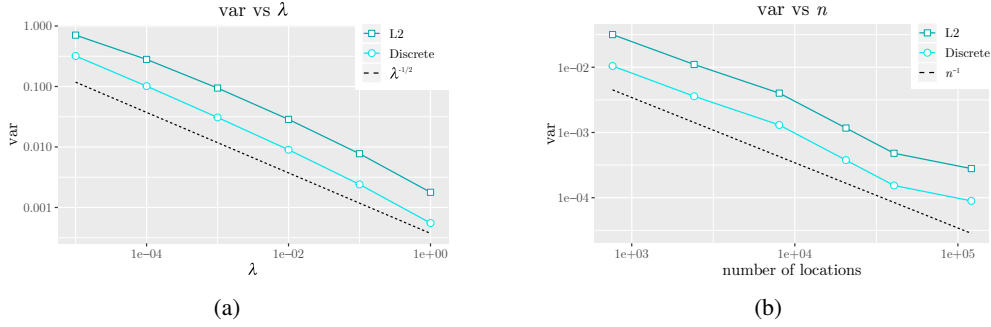 var vs λ
1.000
0.100
0.010
0.001
var
1e−04
1e−02
1e+00
λ
L2
Discrete
λ^-1/2
(a)
var vs n
1e−02
1e−03
1e−04
var
1e+03
1e+04
1e+05
number of locations
L2
Discrete
n^-1
(b)